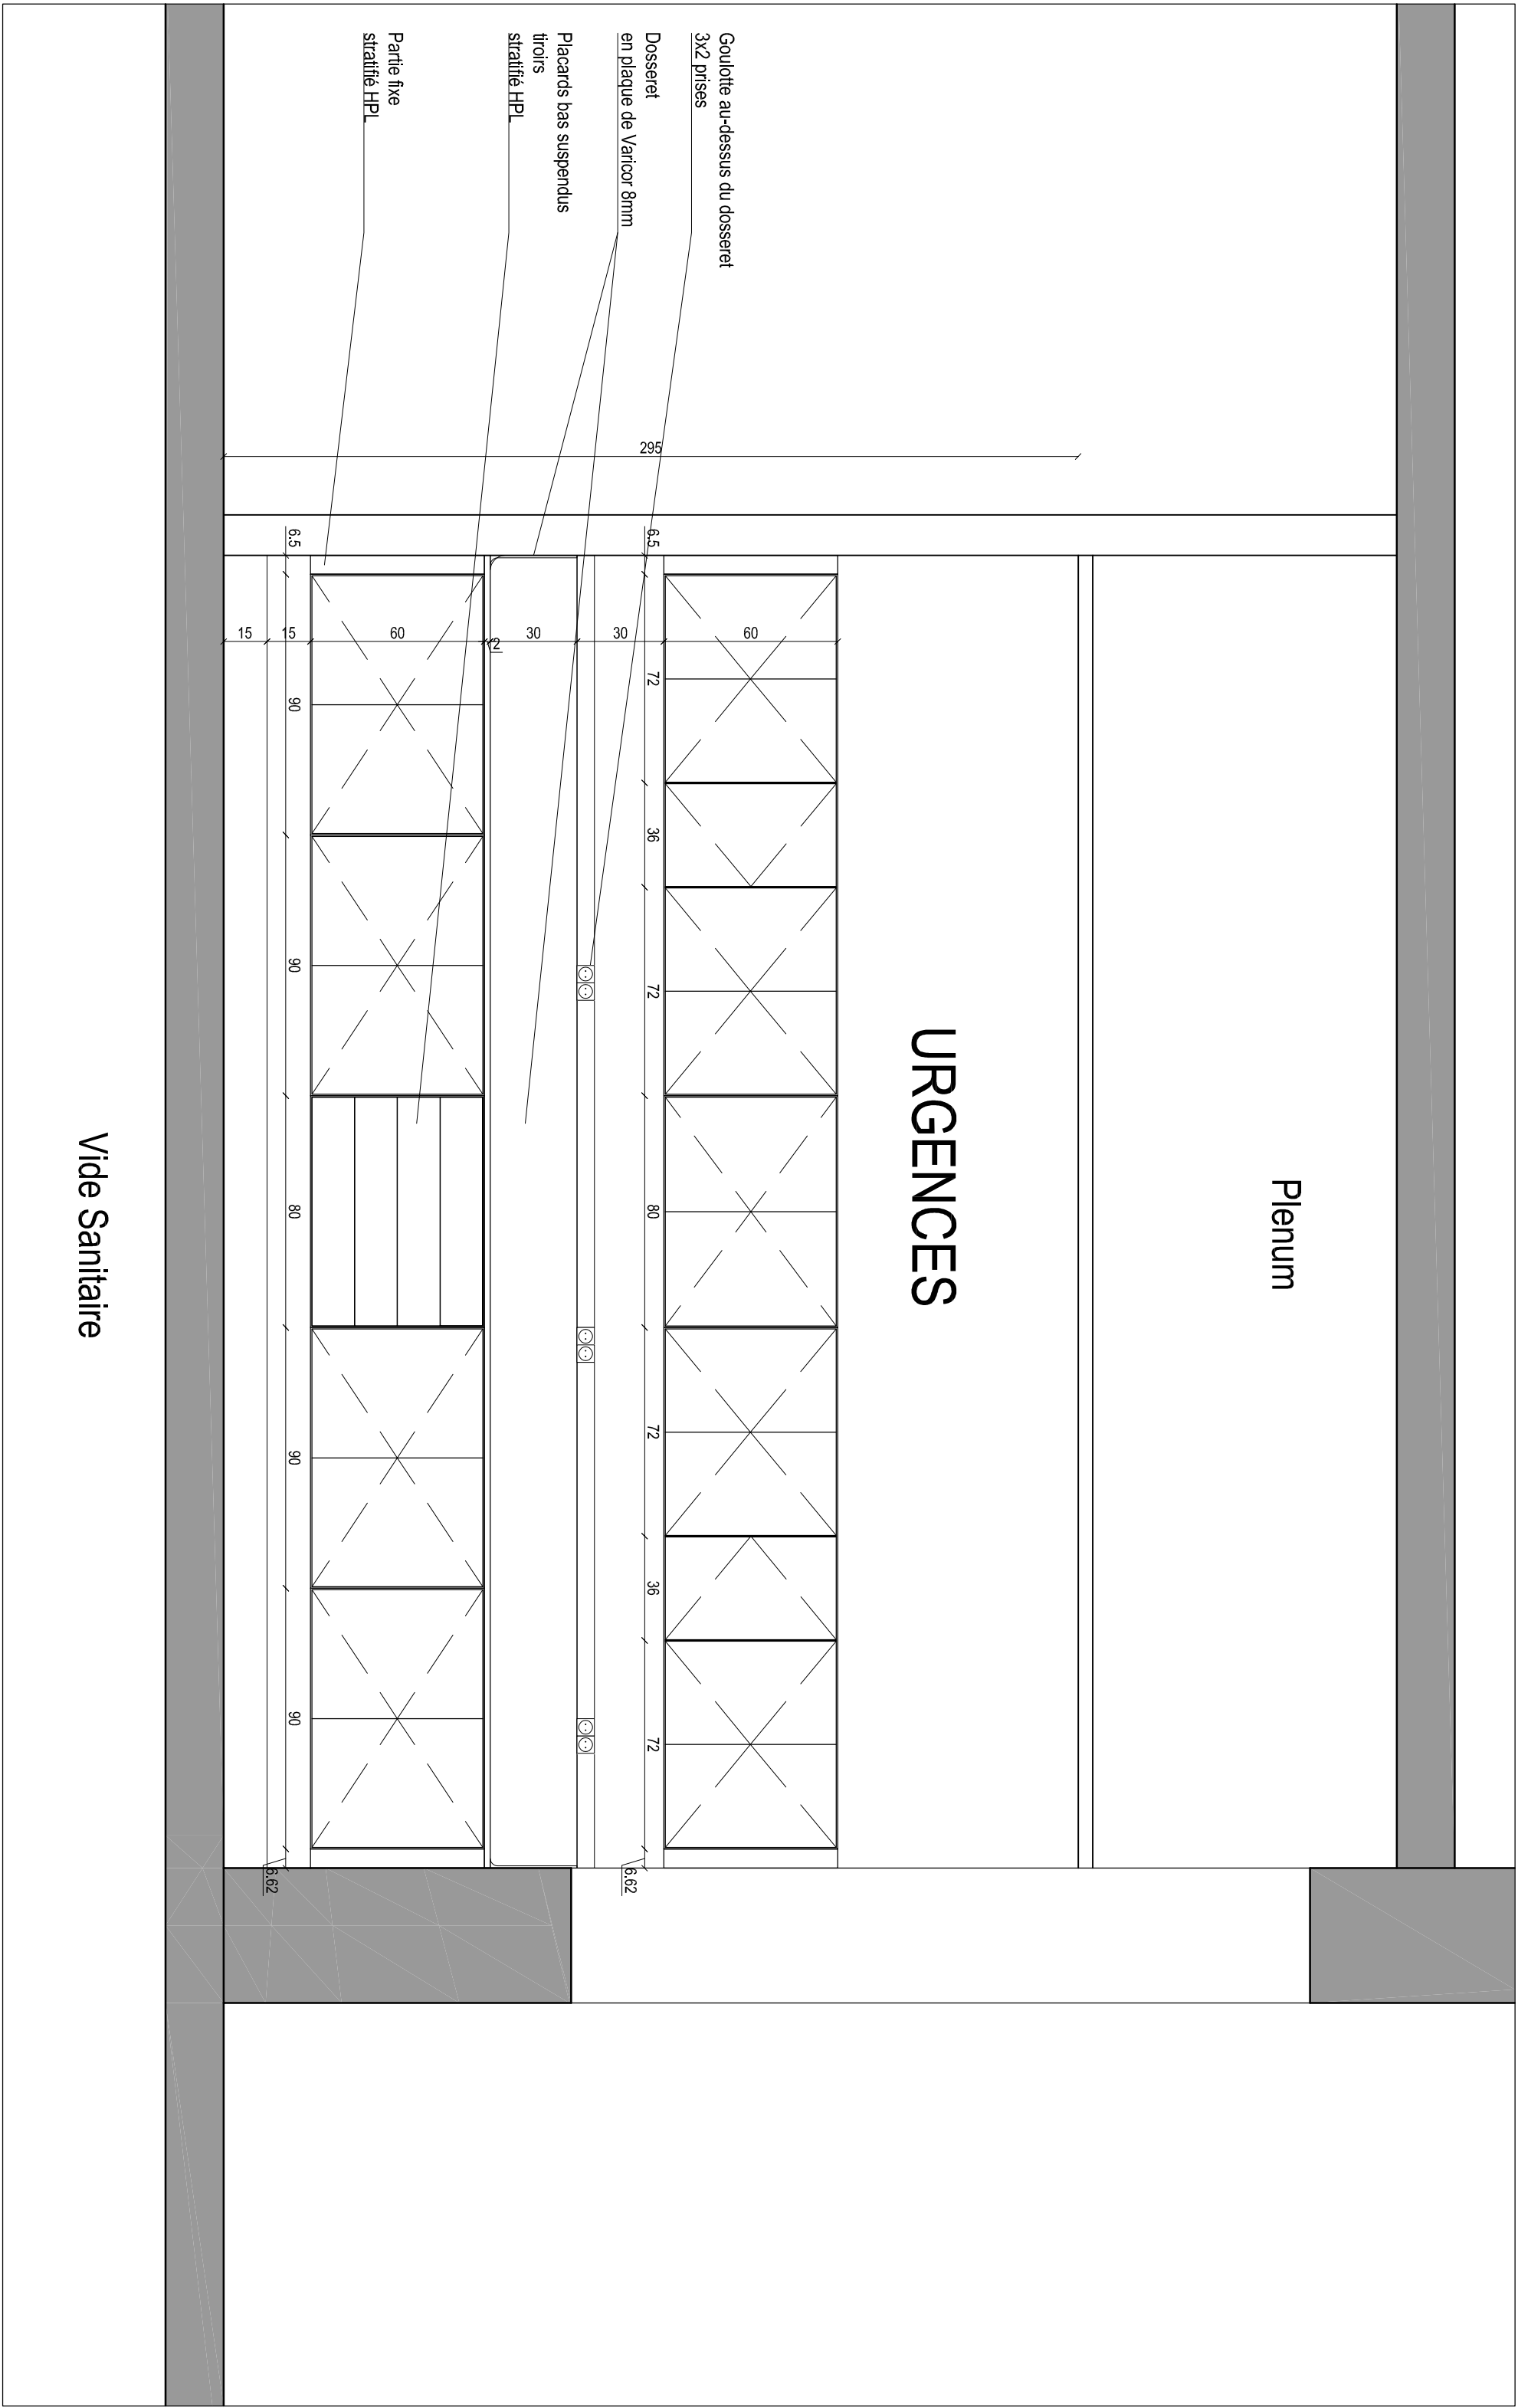 Plenum
URGENCES
Goulotte au-dessus du dosseret
3x2 prises
Dosseret
en plaque de Varicor 8mm
Placards bas suspendus
tiroirs
stratifié HPL
Partie fixe
stratifié HPL
295
60
30
30
2
60
15
15
6.5
72
36
72
80
72
36
72
6.62
6.5
90
90
80
90
90
6.62
Vide Sanitaire